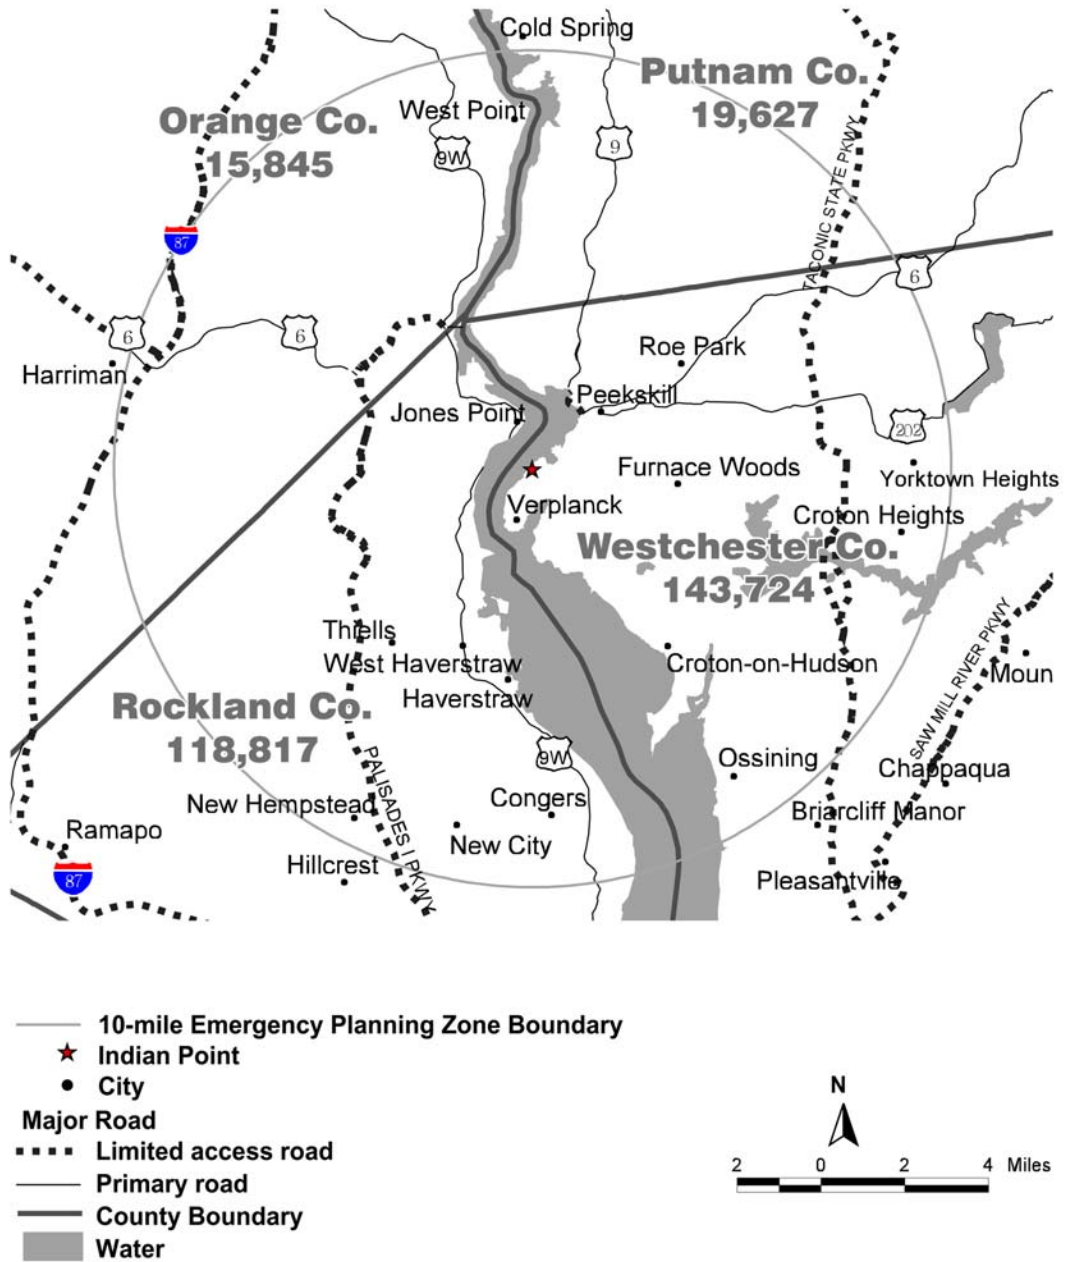 Cold Spring
Putnam Co.
19,627
West Point
Orange Co.
15,845
9W
9
TACONIC STATE PKWY
87
6
6
6
Harriman
Roe Park
Peekskill
Jones Point
202
Furnace Woods
Yorktown Heights
Verplanck
Croton Heights
Westchester Co.
143,724
Thiells
West Haverstraw
Haverstraw
Croton-on-Hudson
Moun
SAW MILL RIVER PKWY
Rockland Co.
118,817
PALISADES I PKWY
9W
Ossining
Chappaqua
New Hempstead
Congers
Briarcliff Manor
Ramapo
New City
Hillcrest
87
Pleasantville
10-mile Emergency Planning Zone Boundary
Indian Point
City
Major Road
Limited access road
Primary road
County Boundary
Water
N
2 0 2 4 Miles